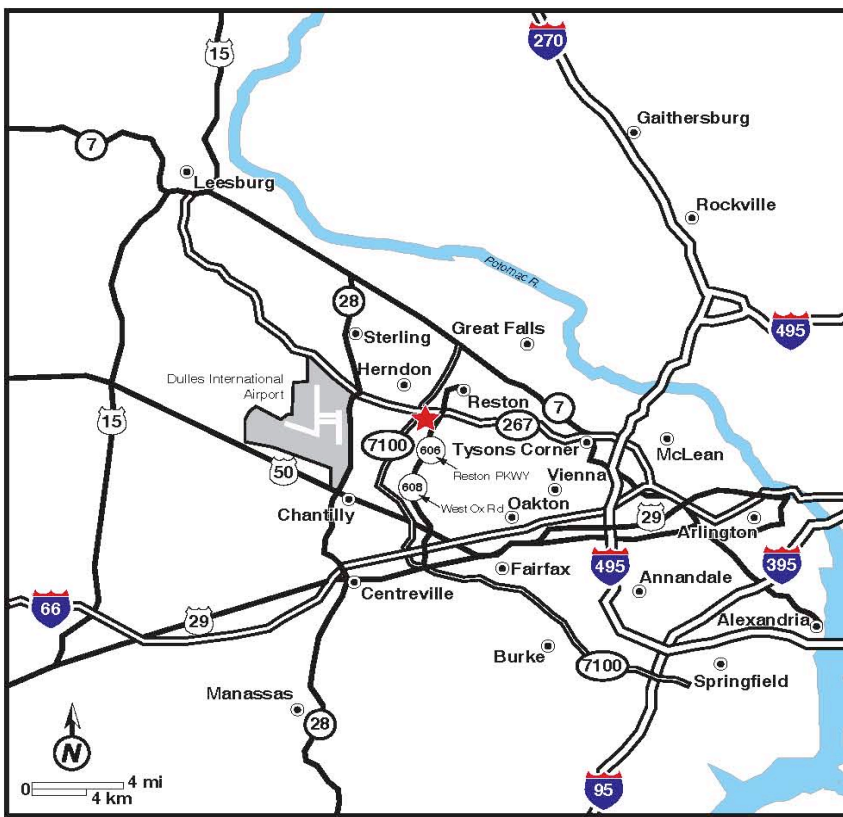 270
15
Gaithersburg
7
Leesburg
Rockville
Potomac R.
28
Sterling
Great Falls
495
Herndon
Dulles International
Airport
Reston
15
7
267
7100
Tysons Corner
McLean
606
Reston PKWY
50
Vienna
608
West Ox Rd
Chantilly
Oakton
29
Arlington
495
395
Fairfax
Centreville
Annandale
66
29
Alexandria
Burke
7100
Springfield
Manassas
28
N
0
4 mi
4 km
95